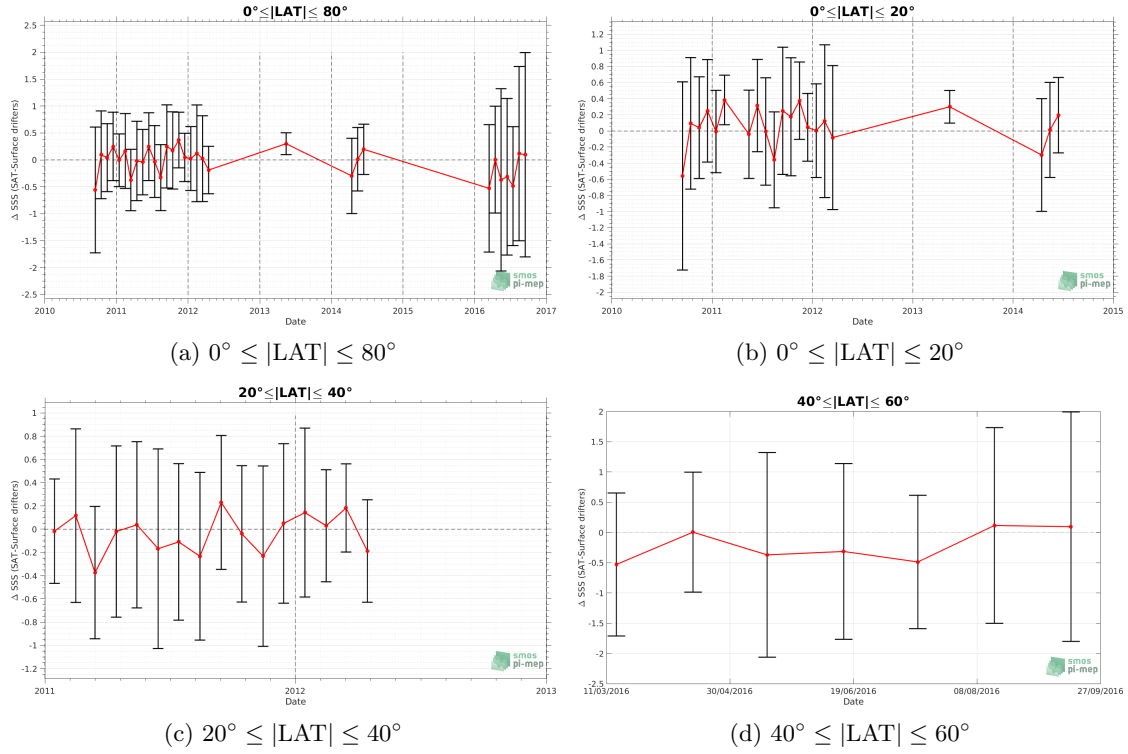 0°≤|LAT|≤ 80°
Δ SSS (SAT-Surface drifters)
2.5
2
1.5
1
0.5
0
-0.5
-1
-1.5
-2
-2.5
2010 2011 2012 2013 2014 2015 2016 2017
Date
smos
pi-mep
(a) 0° ≤ |LAT| ≤ 80°
0°≤|LAT|≤ 20°
Δ SSS (SAT-Surface drifters)
1.2
1
0.8
0.6
0.4
0.2
0
-0.2
-0.4
-0.6
-0.8
-1
-1.2
-1.4
-1.6
-1.8
-2
2010 2011 2012 2013 2014 2015
Date
smos
pi-mep
(b) 0° ≤ |LAT| ≤ 20°
20°≤|LAT|≤ 40°
Δ SSS (SAT-Surface drifters)
1
0.8
0.6
0.4
0.2
0
-0.2
-0.4
-0.6
-0.8
-1
-1.2
2011 2012 2013
Date
smos
pi-mep
(c) 20° ≤ |LAT| ≤ 40°
40°≤|LAT|≤ 60°
Δ SSS (SAT-Surface drifters)
2
1.5
1
0.5
0
-0.5
-1
-1.5
-2
-2.5
11/03/2016 30/04/2016 19/06/2016 08/08/2016 27/09/2016
Date
smos
pi-mep
(d) 40° ≤ |LAT| ≤ 60°